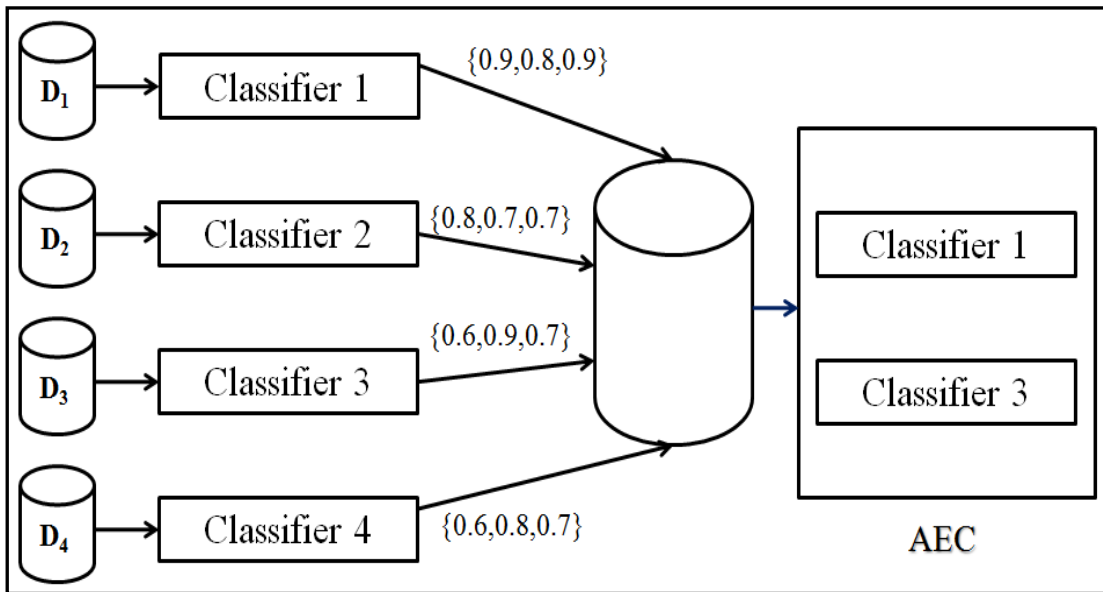 D₁
Classifier 1
{0.9,0.8,0.9}
D₂
Classifier 2
{0.8,0.7,0.7}
D₃
Classifier 3
{0.6,0.9,0.7}
D₄
Classifier 4
{0.6,0.8,0.7}
Classifier 1
Classifier 3
AEC